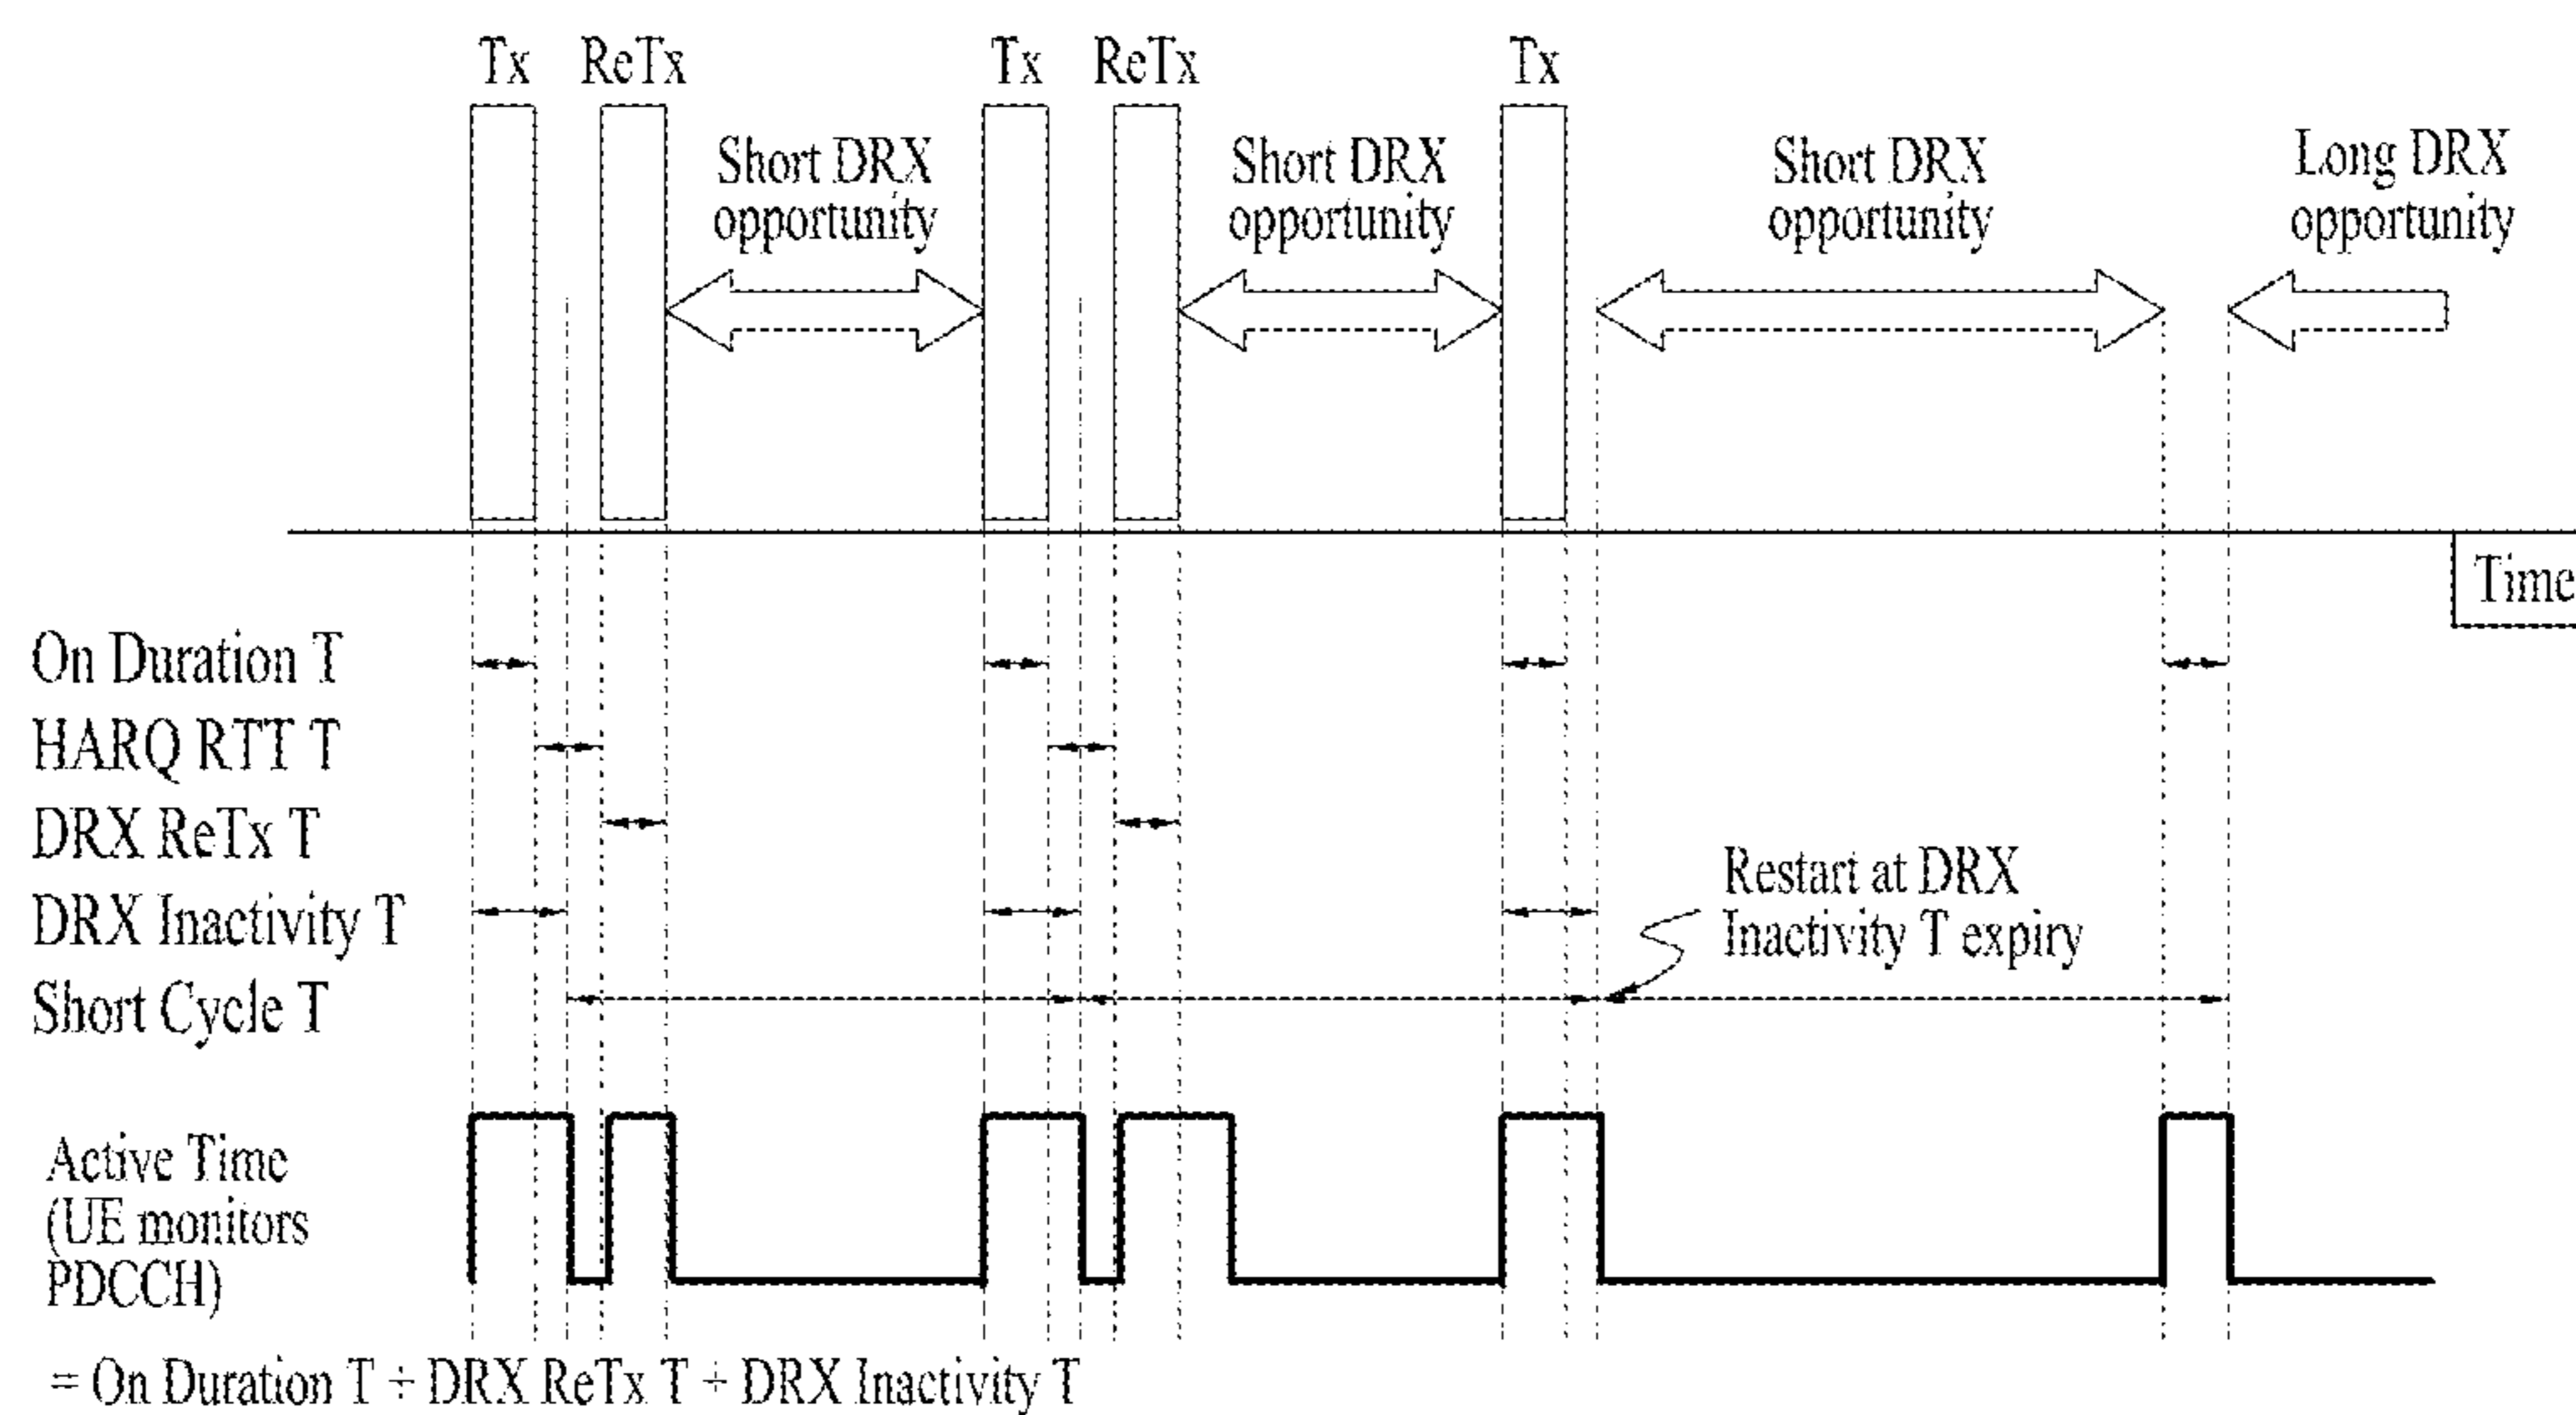 Tx ReTx Tx ReTx Tx
Short DRX
opportunity
Short DRX
opportunity
Short DRX
opportunity
Long DRX
opportunity
Time
On Duration T
HARQ RTT T
DRX ReTx T
DRX Inactivity T
Short Cycle T
Restart at DRX
Inactivity T expiry
Active Time
(UE monitors
PDCCH)
= On Duration T + DRX ReTx T + DRX Inactivity T